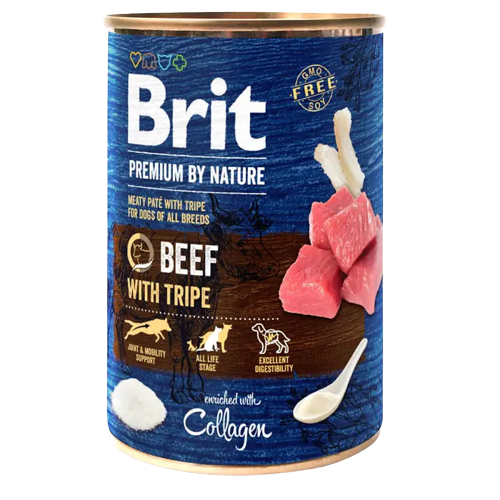 Brit
PREMIUM BY NATURE
MEATY PATÉ WITH TRIPE
FOR DOGS OF ALL BREEDS
GMO
FREE
SOY
BEEF
WITH TRIPE
JOINT & MOBILITY
SUPPORT
ALL LIFE
STAGE
EXCELLENT
DIGESTIBILITY
enriched with
Collagen